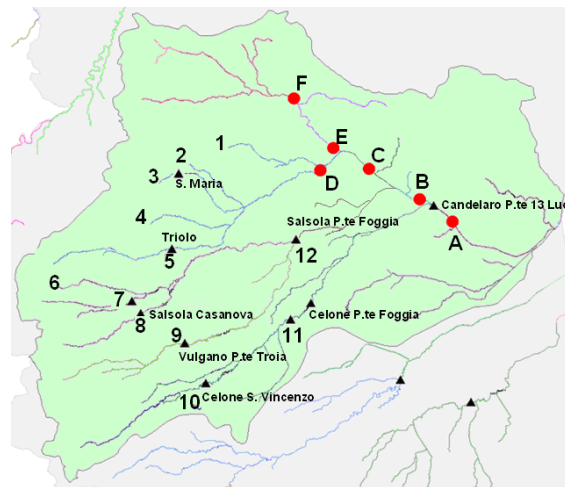 F
1
E
2
C
3
D
S. Maria
B
Candelaro P.te 13 Luc
4
Salsola P.te Foggia
A
Triolo
5
12
6
7
Salsola Casanova
8
Celone P.te Foggia
9
11
Vulgano P.te Troia
10
Celone S. Vincenzo